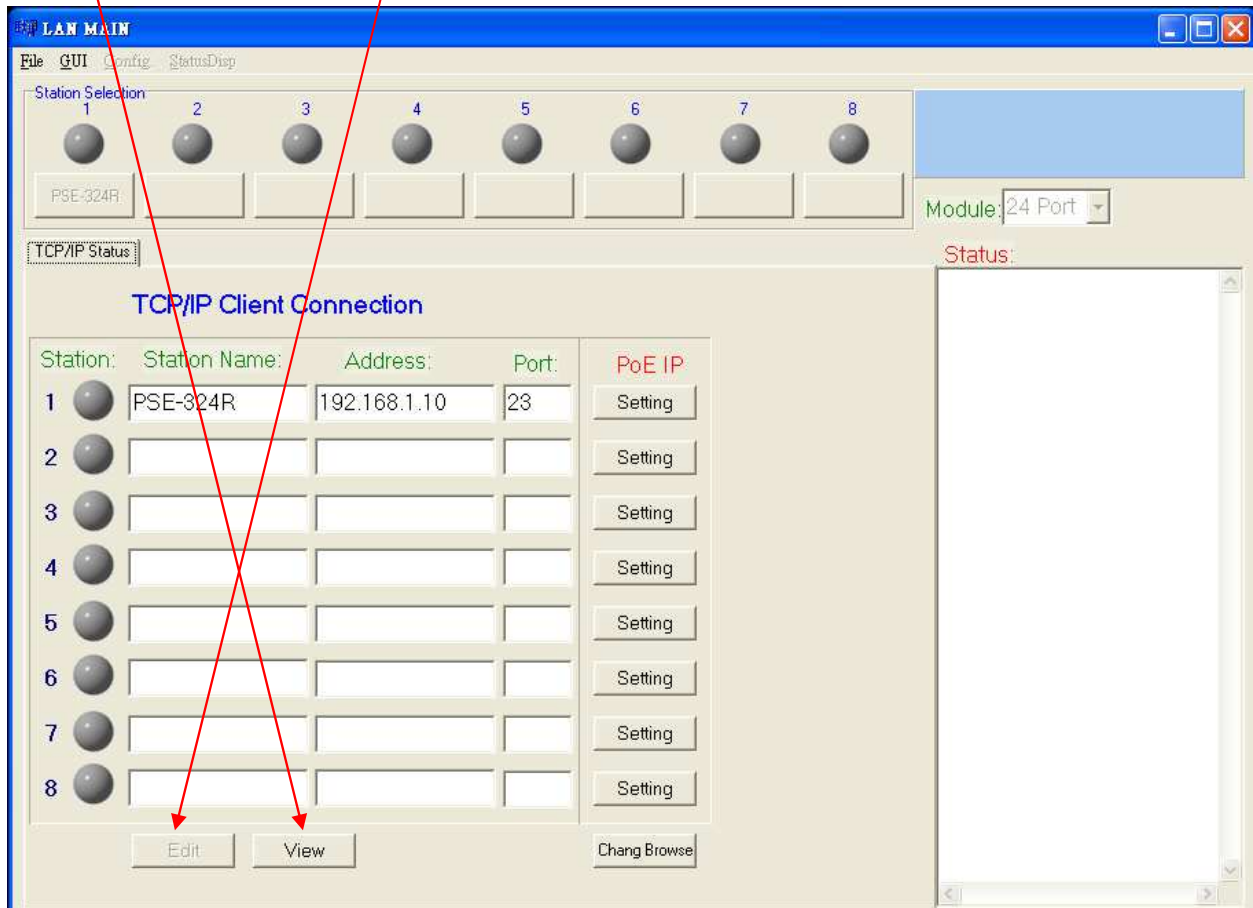 LAN MAIN
File GUI Config StatusDisp
Station Selection
1 2 3 4 5 6 7 8
PSE-324R
Module: 24 Port
TCP/IP Status
Status:
TCP/IP Client Connection
Station: Station Name: Address: Port: PoE IP
1 PSE-324R 192.168.1.10 23 Setting
2 Setting
3 Setting
4 Setting
5 Setting
6 Setting
7 Setting
8 Setting
Edit View Chang Browse